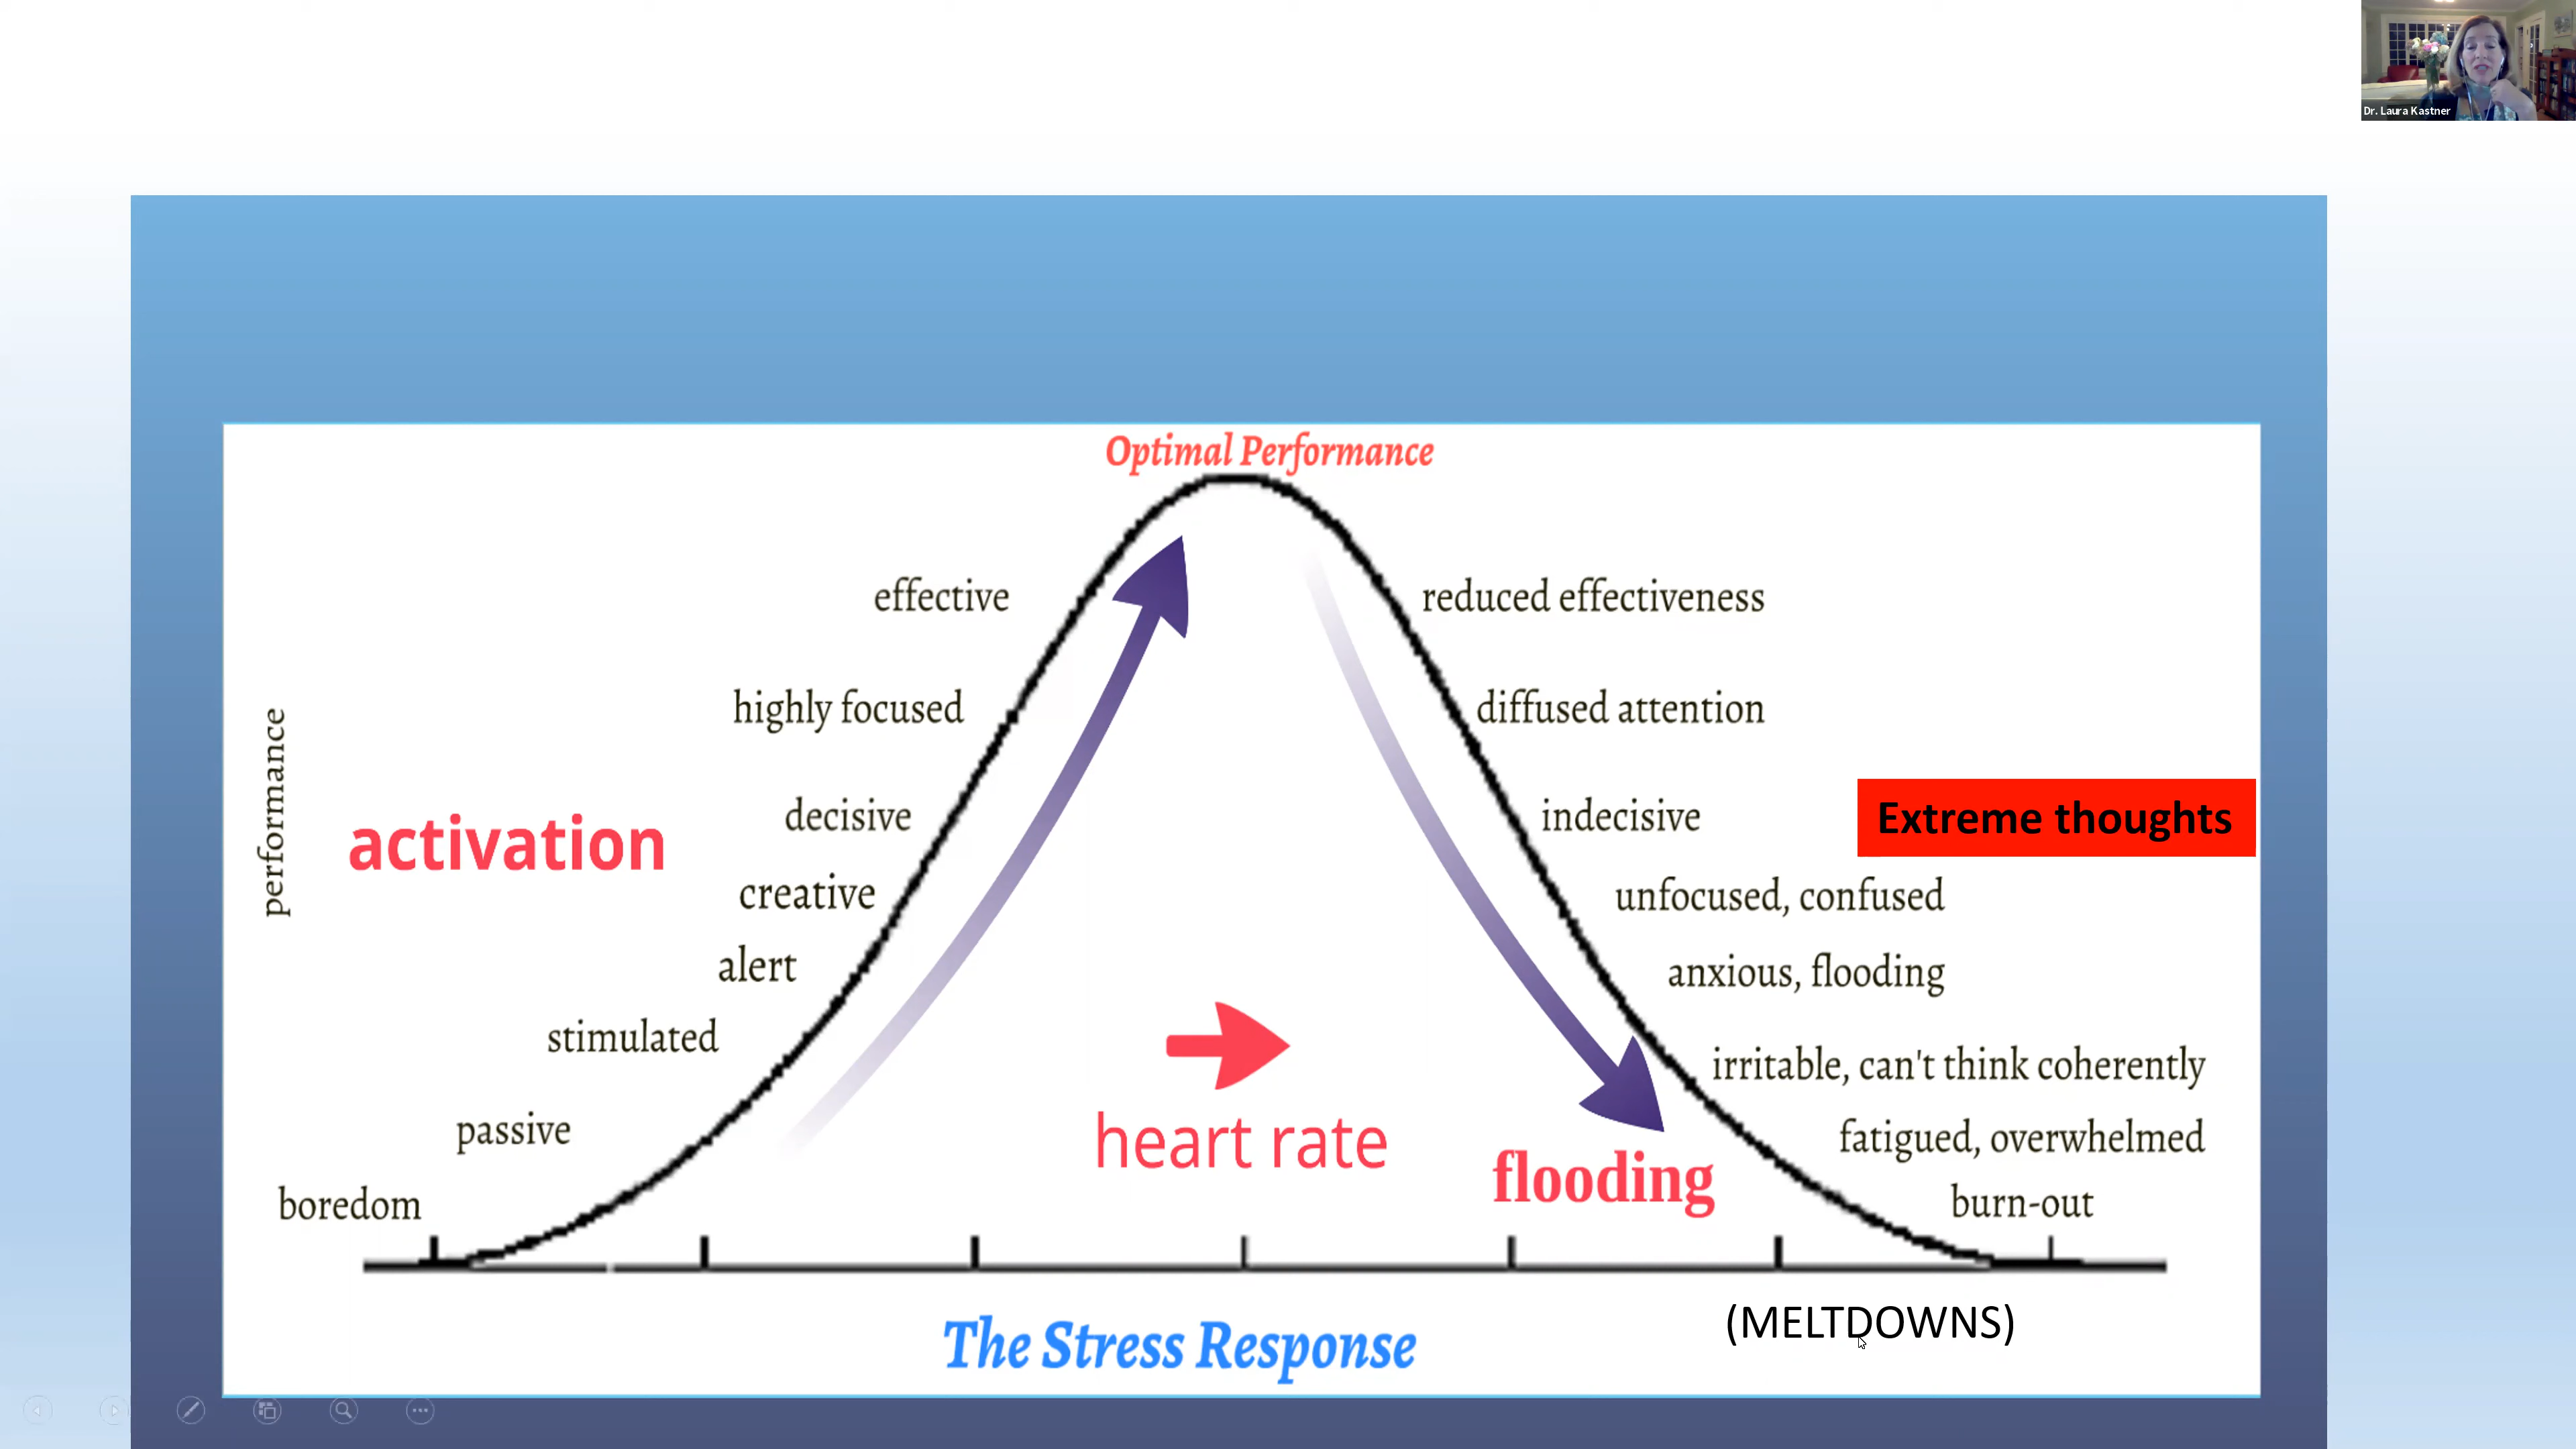 Dr. Laura Kastner
Optimal Performance
effective
reduced effectiveness
highly focused
diffused attention
performance
activation
decisive
indecisive
Extreme thoughts
creative
unfocused, confused
alert
anxious, flooding
stimulated
irritable, can't think coherently
heart rate
passive
flooding
fatigued, overwhelmed
boredom
burn-out
The Stress Response
(MELTDOWNS)